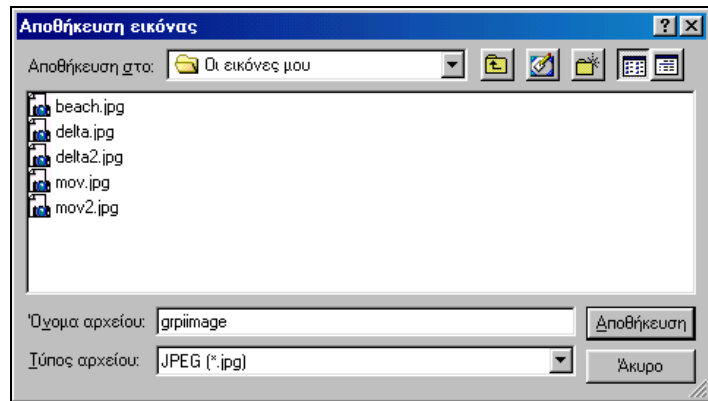 Αποθήκευση εικόνας
Αποθήκευση στο: Οι εικόνες μου
beach.jpg
delta.jpg
delta2.jpg
mov.jpg
mov2.jpg
Όνομα αρχείου: grpiimage Αποθήκευση
Τύπος αρχείου: JPEG (*.jpg) Άκυρο